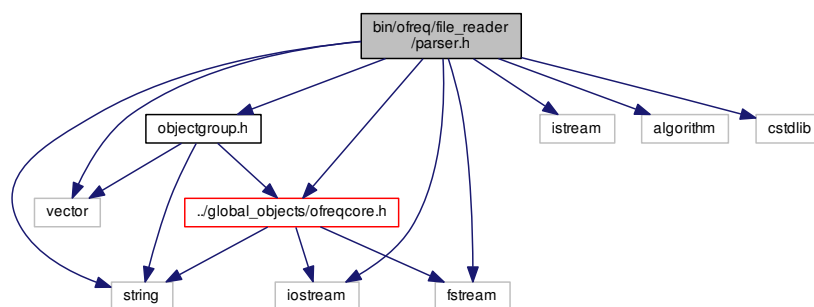 bin/ofreq/file_reader
/parser.h
objectgroup.h
istream
algorithm
cstdlib
vector
../global_objects/ofreqcore.h
string
iostream
fstream